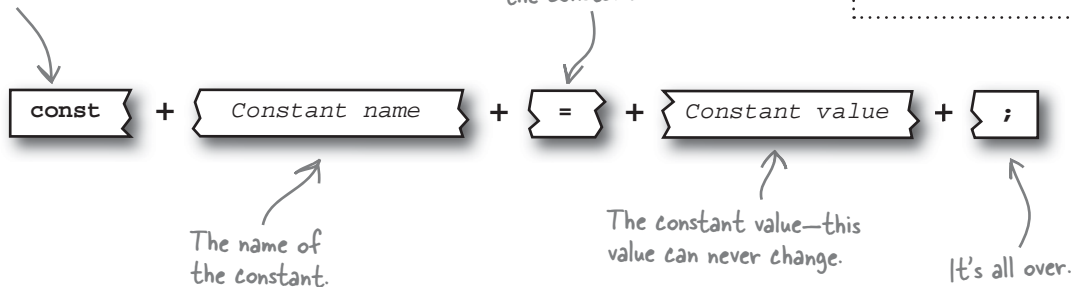 const + Constant name + = + Constant value + ;
The name of
the constant.
The constant value—this
value can never change.
It's all over.